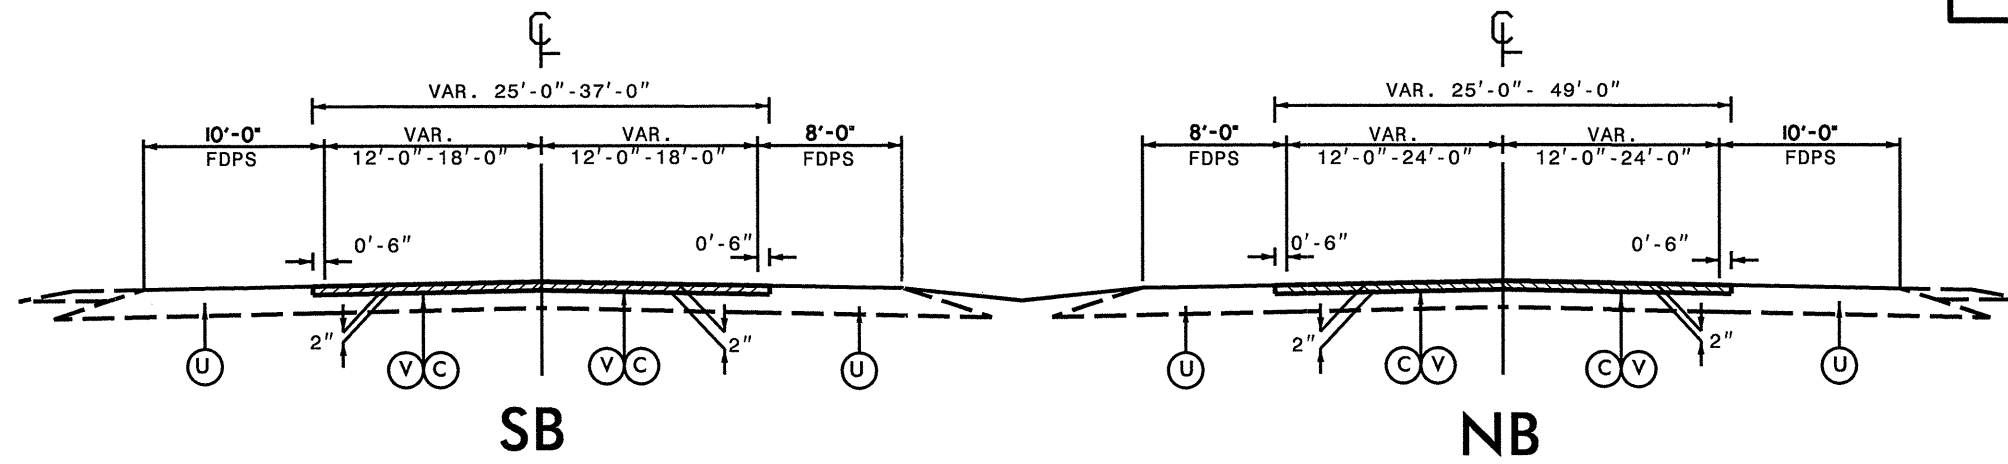 CL CL
VAR. 25'-0"-37'-0" VAR. 25'-0"- 49'-0"
10'-0" VAR. VAR. 8'-0" 8'-0" VAR. VAR. 10'-0"
FDPS 12'-0"-18'-0" 12'-0"-18'-0" FDPS FDPS 12'-0"-24'-0" 12'-0"-24'-0" FDPS
0'-6" 0'-6" 0'-6" 0'-6"
2" 2" 2" 2"
U V C V C U U C V C V U
SB NB